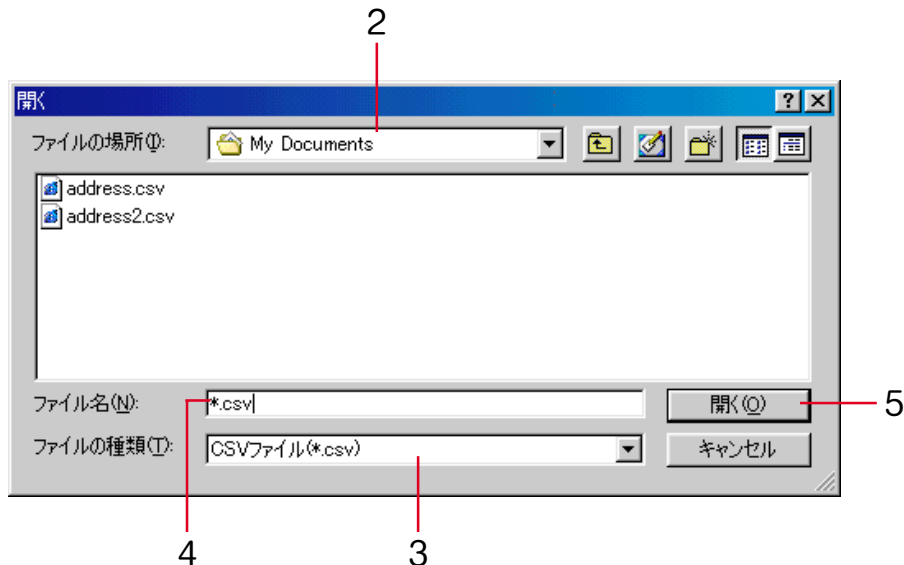 2
開く
ファイルの場所(I): My Documents
address.csv
address2.csv
ファイル名(N): *.csv 開く(O) 5
ファイルの種類(T): CSVファイル(*.csv) キャンセル
4 3